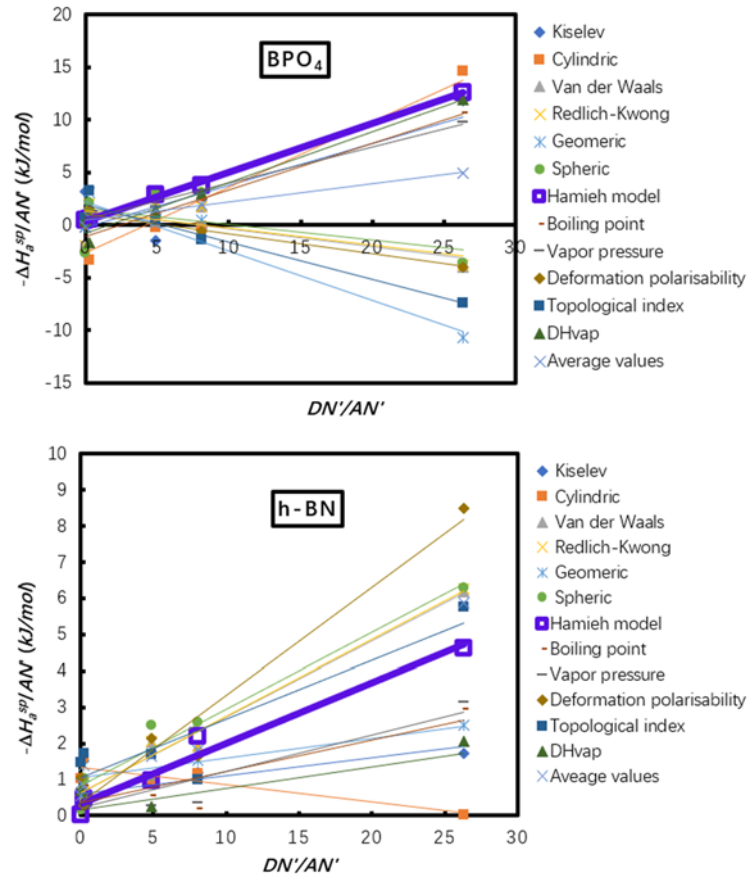 20
15
10
5
0
-5
-10
-15
0
5
10
15
20
25
30
BPO₄
-ΔHₐˢᵖ/AN' (kJ/mol)
DN'/AN'
Kiselev
Cylindric
Van der Waals
Redlich-Kwong
Geomeric
Spheric
Hamieh model
Boiling point
Vapor pressure
Deformation polarisability
Topological index
DHvap
Average values
10
9
8
7
6
5
4
3
2
1
0
0
5
10
15
20
25
30
h-BN
-ΔHₐˢᵖ/AN' (kJ/mol)
DN'/AN'
Kiselev
Cylindric
Van der Waals
Redlich-Kwong
Geomeric
Spheric
Hamieh model
Boiling point
Vapor pressure
Deformation polarisability
Topological index
DHvap
Aveage values